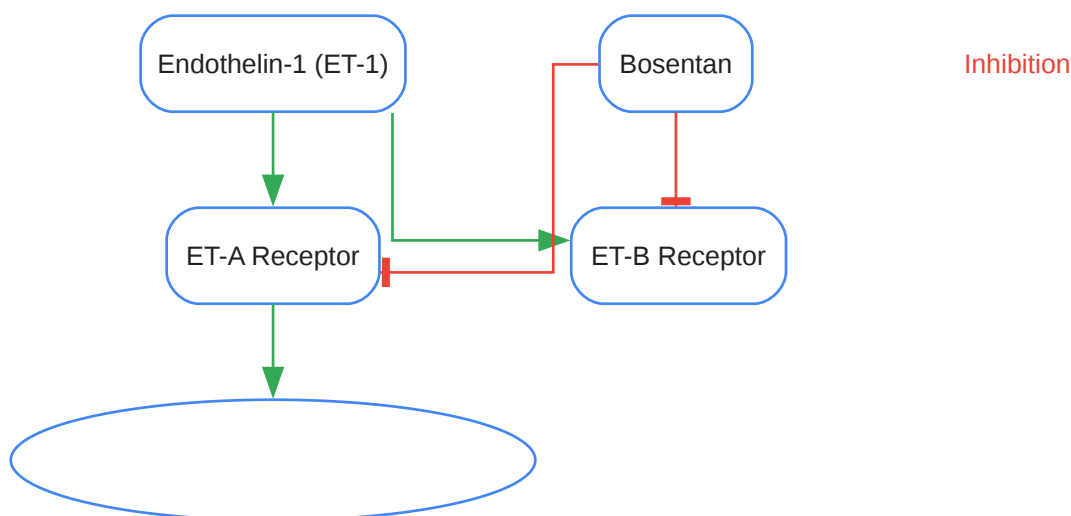 Endothelin-1 (ET-1)
Bosentan
Inhibition
ET-A Receptor
ET-B Receptor